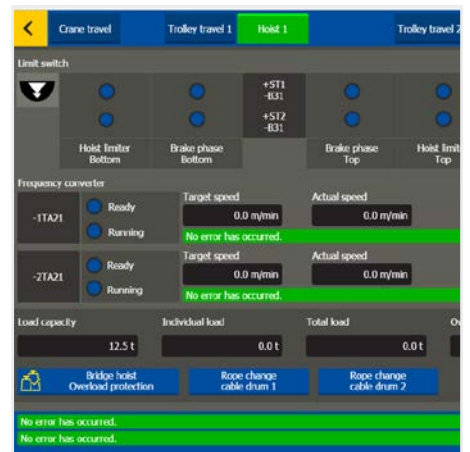 Crane travel
Trolley travel 1
Hoist 1
Trolley travel 2
Limit switch
+ST1
-B31
+ST2
-B31
Hoist limiter
Bottom
Brake phase
Bottom
Brake phase
Top
Hoist limit
Top
Frequency converter
-1TA21
Ready
Running
Target speed
Actual speed
0.0 m/min
0.0 m/min
No error has occurred.
-2TA21
Ready
Running
Target speed
Actual speed
0.0 m/min
0.0 m/min
No error has occurred.
Load capacity
Individual load
Total load
12.5 t
0.0 t
0.0 t
Bridge hoist
Overload protection
Rope change
cable drum 1
Rope change
cable drum 2
No error has occurred.
No error has occurred.